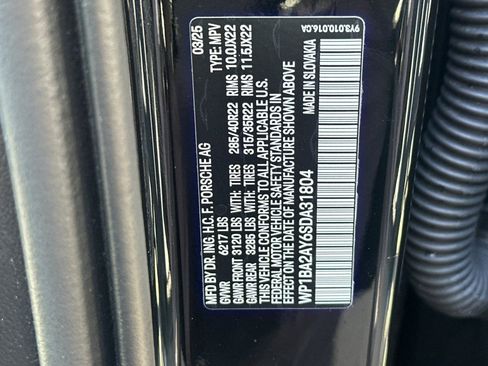 MFD BY DR. ING. H.C. F. PORSCHE AG 03/25
GVWR 6217 LBS TYPE: MPV
GAWR FRONT 3120 LBS WITH: TIRES 285/40R22 RIMS 10.0JX22
GAWR REAR 3285 LBS WITH: TIRES 315/35R22 RIMS 11.5JX22
THIS VEHICLE CONFORMS TO ALL APPLICABLE U.S.
FEDERAL MOTOR VEHICLE SAFETY STANDARDS IN
EFFECT ON THE DATE OF MANUFACTURE SHOWN ABOVE
WP1BA2AY6SDA31804 MADE IN SLOVAKIA
9Y3.010.016.CA